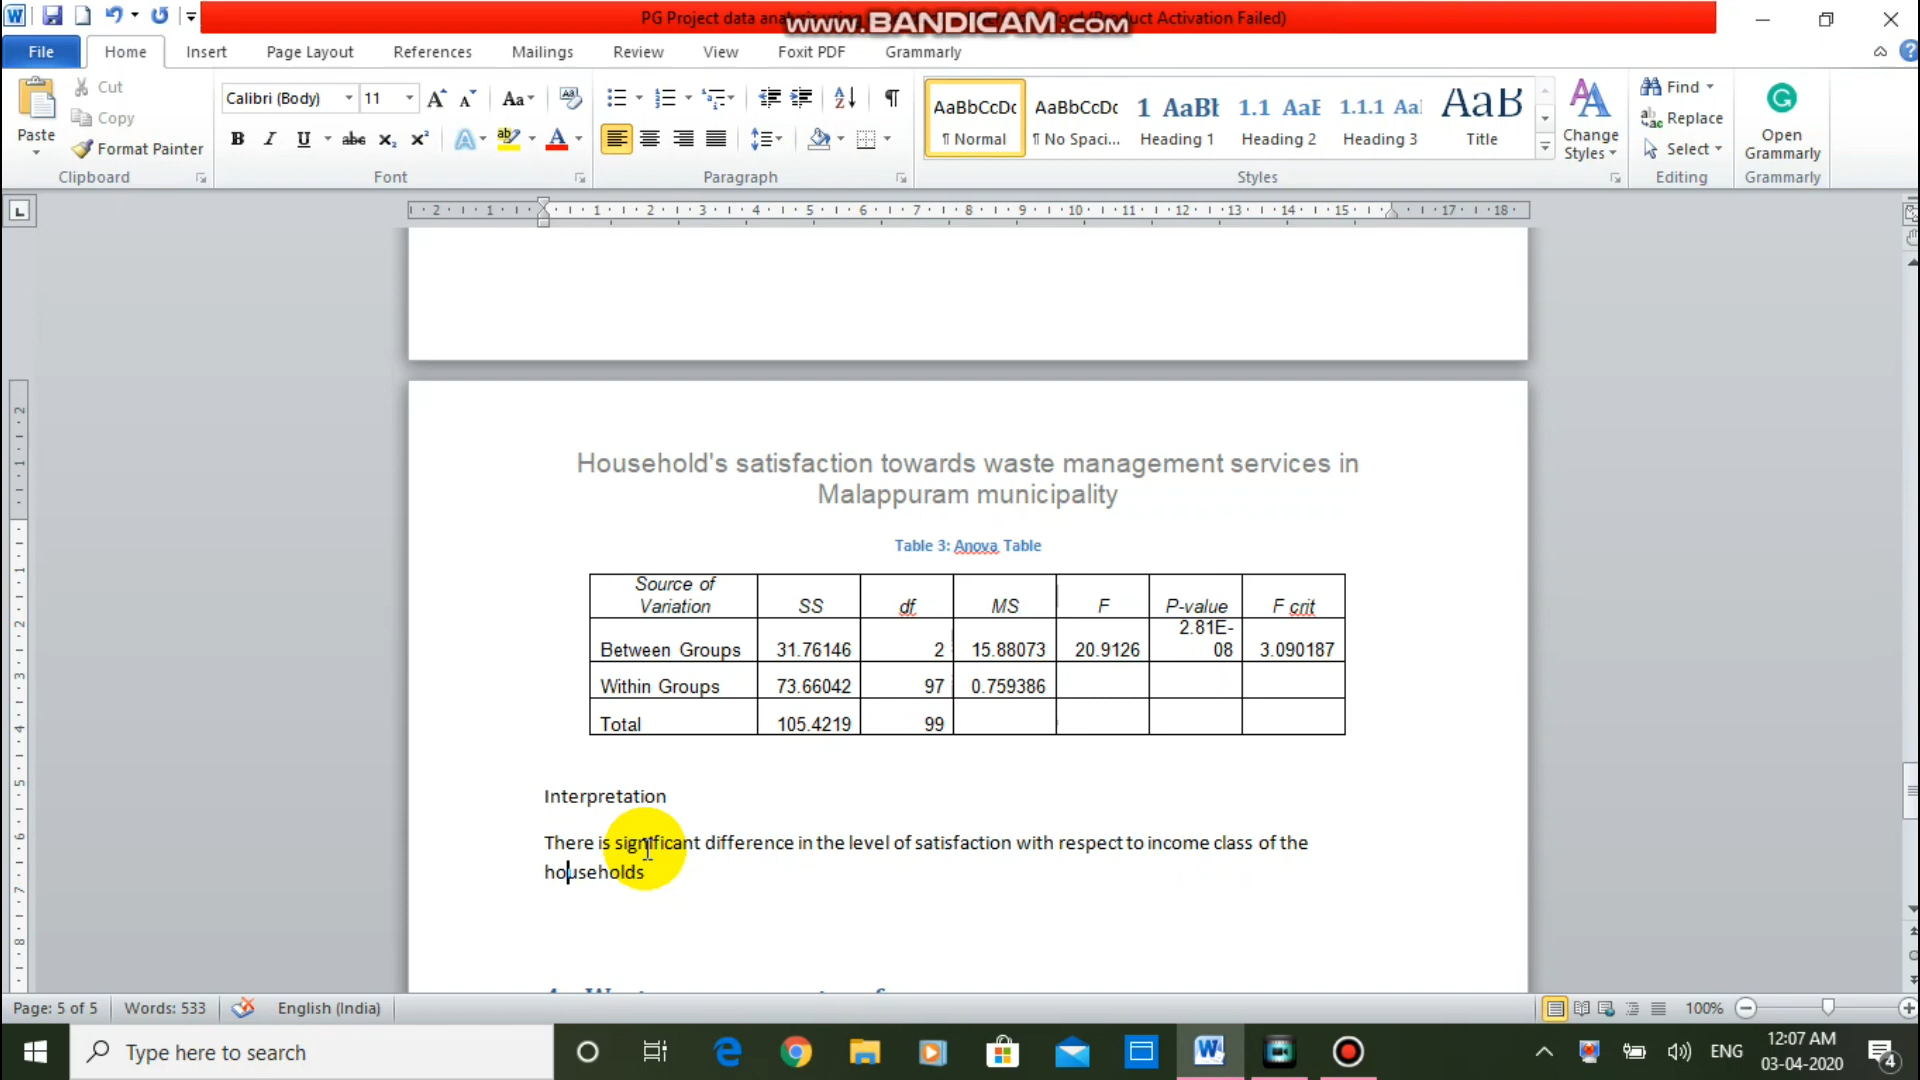 PG Project data analysis
www.BANDICAM.com
(Product Activation Failed)
File
Home
Insert
Page Layout
References
Mailings
Review
View
Foxit PDF
Grammarly
Paste
Cut
Copy
Format Painter
Clipboard
Calibri (Body)
11
Font
Paragraph
AaBbCcDc
¶ Normal
AaBbCcDc
¶ No Spaci...
1 AaBb
Heading 1
1.1 AaB
Heading 2
1.1.1 Aal
Heading 3
AaB
Title
Styles
Change
Styles
Find
Replace
Select
Editing
Open
Grammarly
Grammarly
Household's satisfaction towards waste management services in
Malappuram municipality
Table 3: Anova Table
Source of
Variation SS df MS F P-value F crit
Between Groups 31.76146 2 15.88073 20.9126 2.81E-
08 3.090187
Within Groups 73.66042 97 0.759386
Total 105.4219 99
Interpretation
There is significant difference in the level of satisfaction with respect to income class of the
households
Page: 5 of 5
Words: 533
English (India)
100%
Type here to search
ENG
12:07 AM
03-04-2020
4